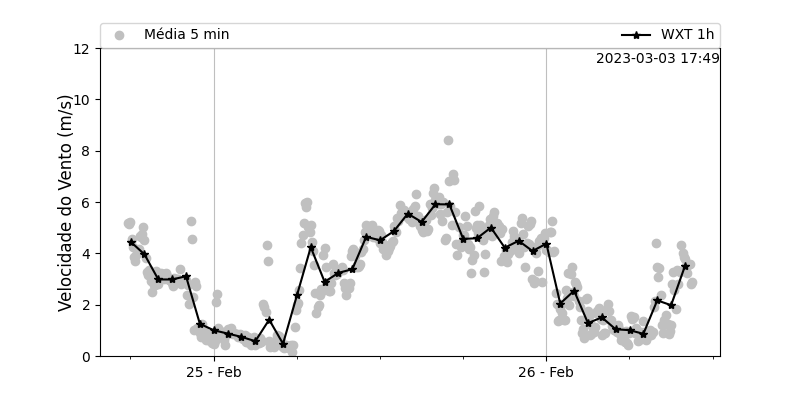 Média 5 min
WXT 1h
2023-03-03 17:49
Velocidade do Vento (m/s)
12
10
8
6
4
2
0
25 - Feb
26 - Feb